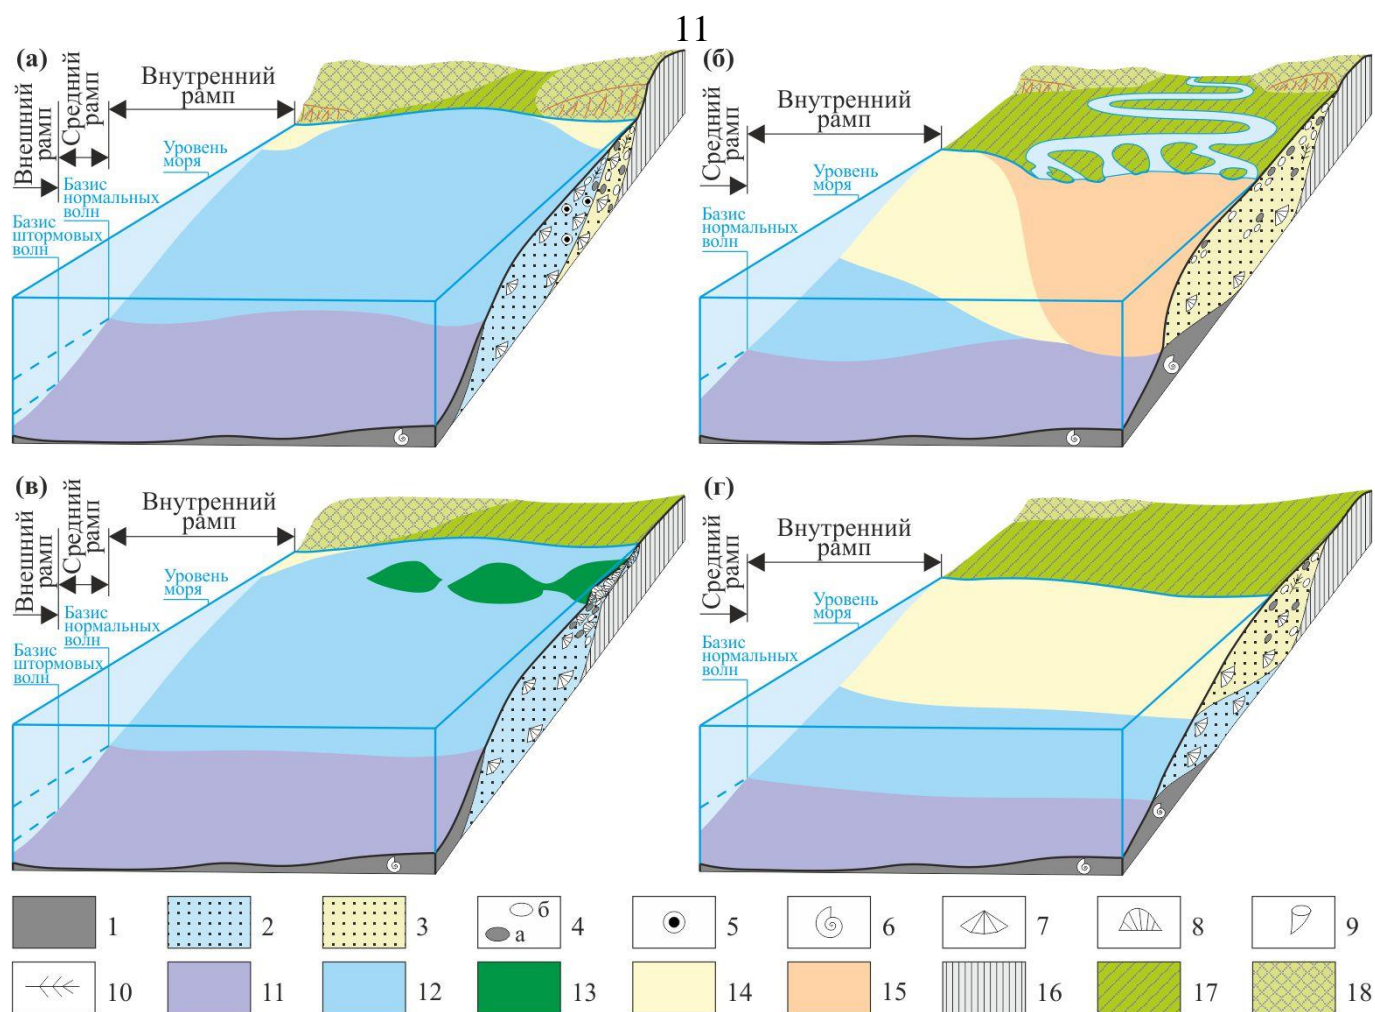 11
(а)
Внешний
рамп
Средний
рамп
Внутренний
рамп
Уровень
моря
Базис
нормальных
волн
Базис
штормовых
волн
(б)
Средний
рамп
Внутренний
рамп
Уровень
моря
Базис
нормальных
волн
(в)
Внешний
рамп
Средний
рамп
Внутренний
рамп
Уровень
моря
Базис
нормальных
волн
Базис
штормовых
волн
(г)
Средний
рамп
Внутренний
рамп
Уровень
моря
Базис
нормальных
волн
1 2 3 б а 4 5 6 7 8 9
10 11 12 13 14 15 16 17 18